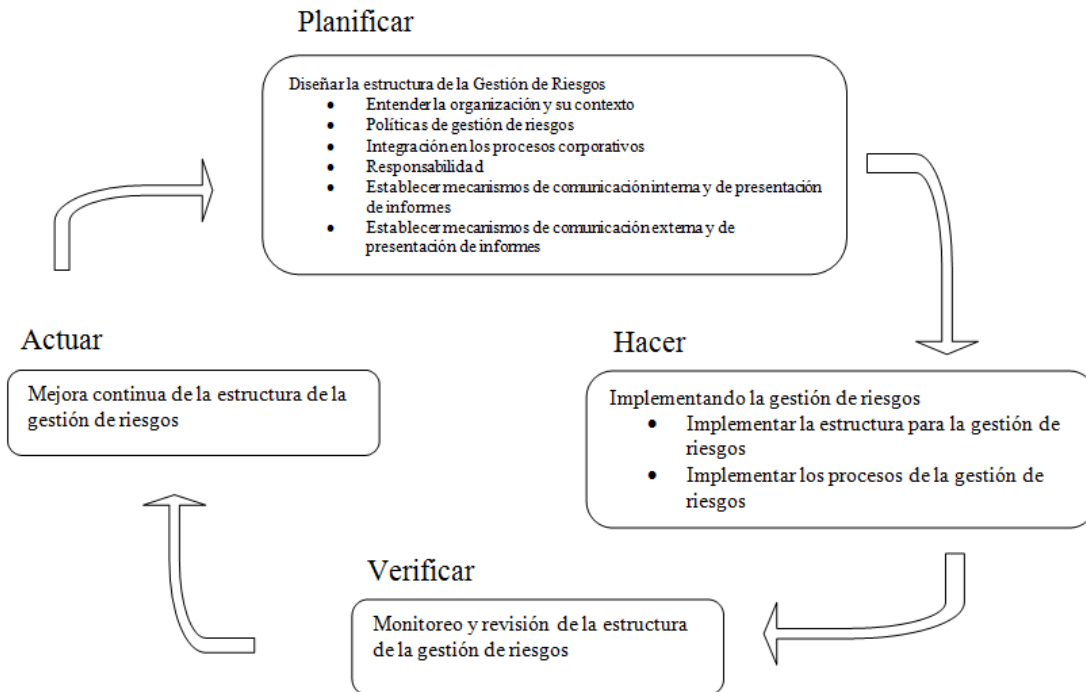 Planificar
Diseñar la estructura de la Gestión de Riesgos
• Entender la organización y su contexto
• Políticas de gestión de riesgos
• Integración en los procesos corporativos
• Responsabilidad
• Establecer mecanismos de comunicación interna y de presentación
de informes
• Establecer mecanismos de comunicación externa y de
presentación de informes
Hacer
Implementando la gestión de riesgos
• Implementar la estructura para la gestión de
riesgos
• Implementar los procesos de la gestión de
riesgos
Verificar
Monitoreo y revisión de la estructura
de la gestión de riesgos
Actuar
Mejora continua de la estructura de la
gestión de riesgos